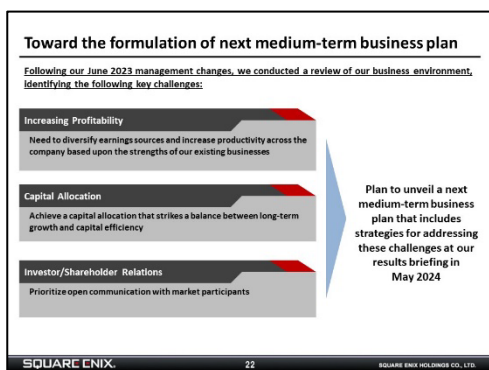 Toward the formulation of next medium-term business plan
Following our June 2023 management changes, we conducted a review of our business environment,
identifying the following key challenges:
Increasing Profitability
Need to diversify earnings sources and increase productivity across the
company based upon the strengths of our existing businesses
Capital Allocation
Achieve a capital allocation that strikes a balance between long-term
growth and capital efficiency
Investor/Shareholder Relations
Prioritize open communication with market participants
Plan to unveil a next
medium-term business
plan that includes
strategies for addressing
these challenges at our
results briefing in
May 2024
SQUARE ENIX.
22
SQUARE ENIX HOLDINGS CO., LTD.